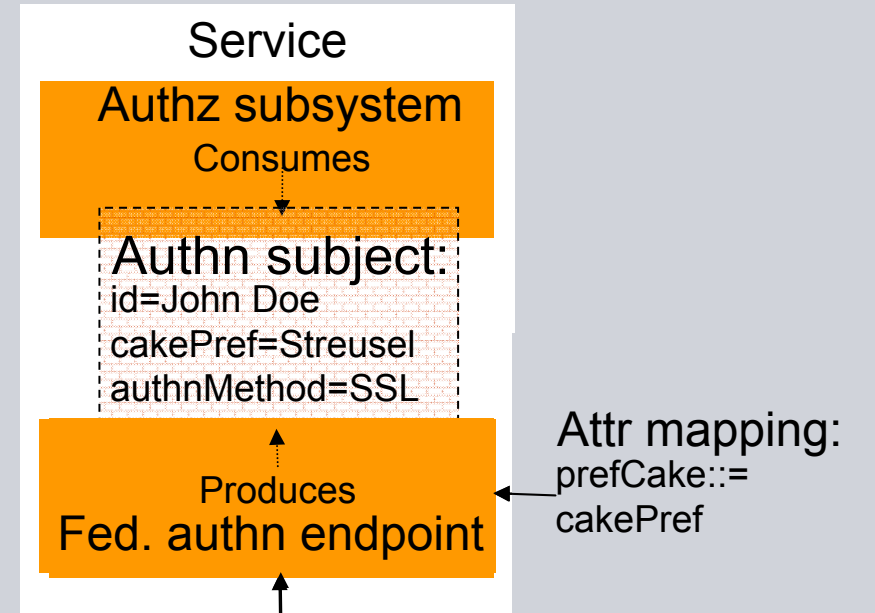 Service
Authz subsystem
Consumes
Authn subject:
id=John Doe
cakePref=Streusel
authnMethod=SSL
Produces
Fed. authn endpoint
Attr mapping:
prefCake::=
cakePref